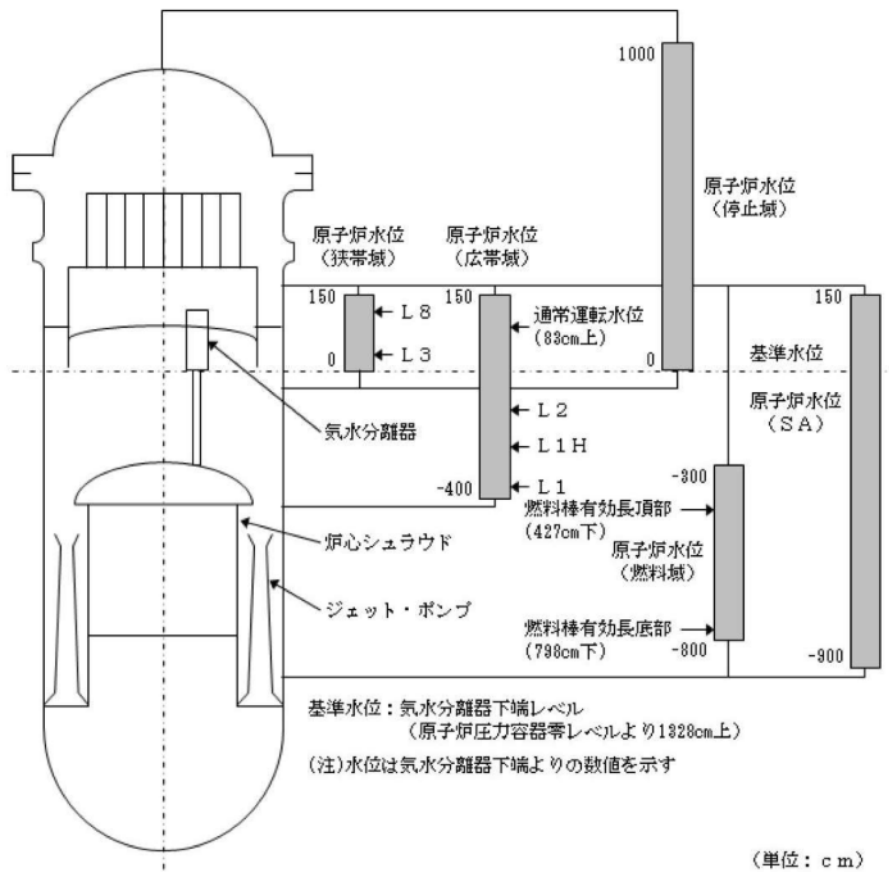 1000
原子炉水位
(停止域)
原子炉水位
(狭帯域)
原子炉水位
(広帯域)
150
150
150
L8
通常運転水位
(83cm上)
L3
0
0
基準水位
原子炉水位
(SA)
L2
気水分離器
L1H
-300
-400
L1
燃料棒有効長頂部
(427cm下)
炉心シュラウド
原子炉水位
(燃料域)
ジェット・ポンプ
燃料棒有効長底部
(798cm下)
-800
-900
基準水位：気水分離器下端レベル
(原子炉圧力容器零レベルより1328cm上)
(注)水位は気水分離器下端よりの数値を示す
(単位：cm)